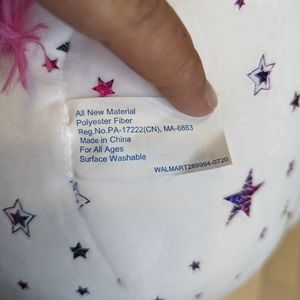 All New Material
Polyester Fiber
Reg.No.PA-17222(CN), MA-6863
Made in China
For All Ages
Surface Washable
WALMART289994-0720